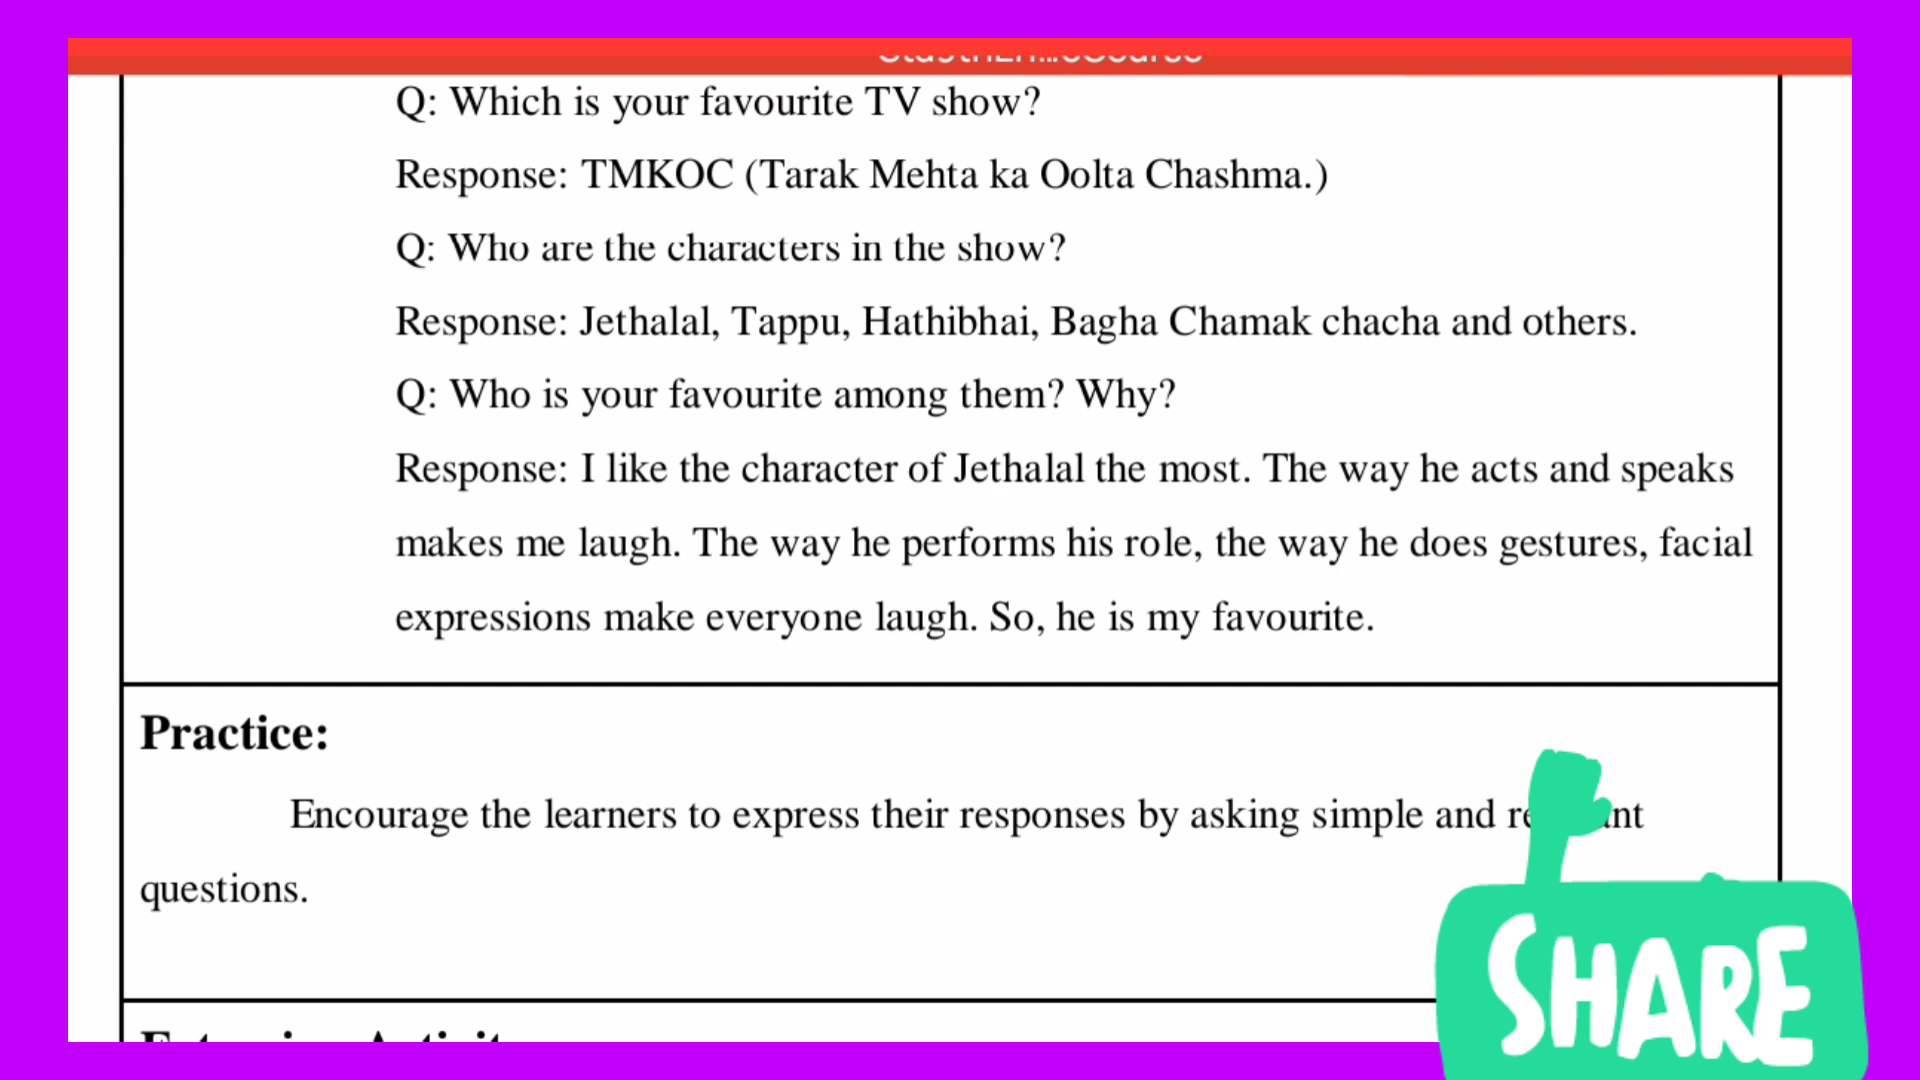 Q: Which is your favourite TV show?
Response: TMKOC (Tarak Mehta ka Oolta Chashma.)
Q: Who are the characters in the show?
Response: Jethalal, Tappu, Hathibhai, Bagha Chamak chacha and others.
Q: Who is your favourite among them? Why?
Response: I like the character of Jethalal the most. The way he acts and speaks
makes me laugh. The way he performs his role, the way he does gestures, facial
expressions make everyone laugh. So, he is my favourite.
Practice:
Encourage the learners to express their responses by asking simple and
questions.
SHARE